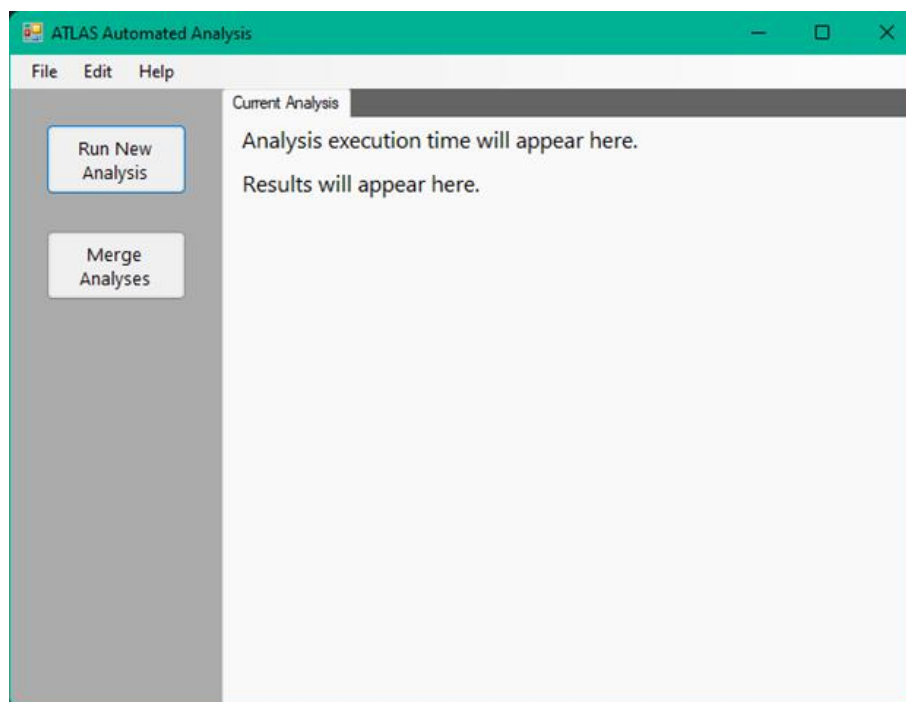 ATLAS Automated Analysis
File Edit Help
Current Analysis
Run New
Analysis
Merge
Analyses
Analysis execution time will appear here.
Results will appear here.